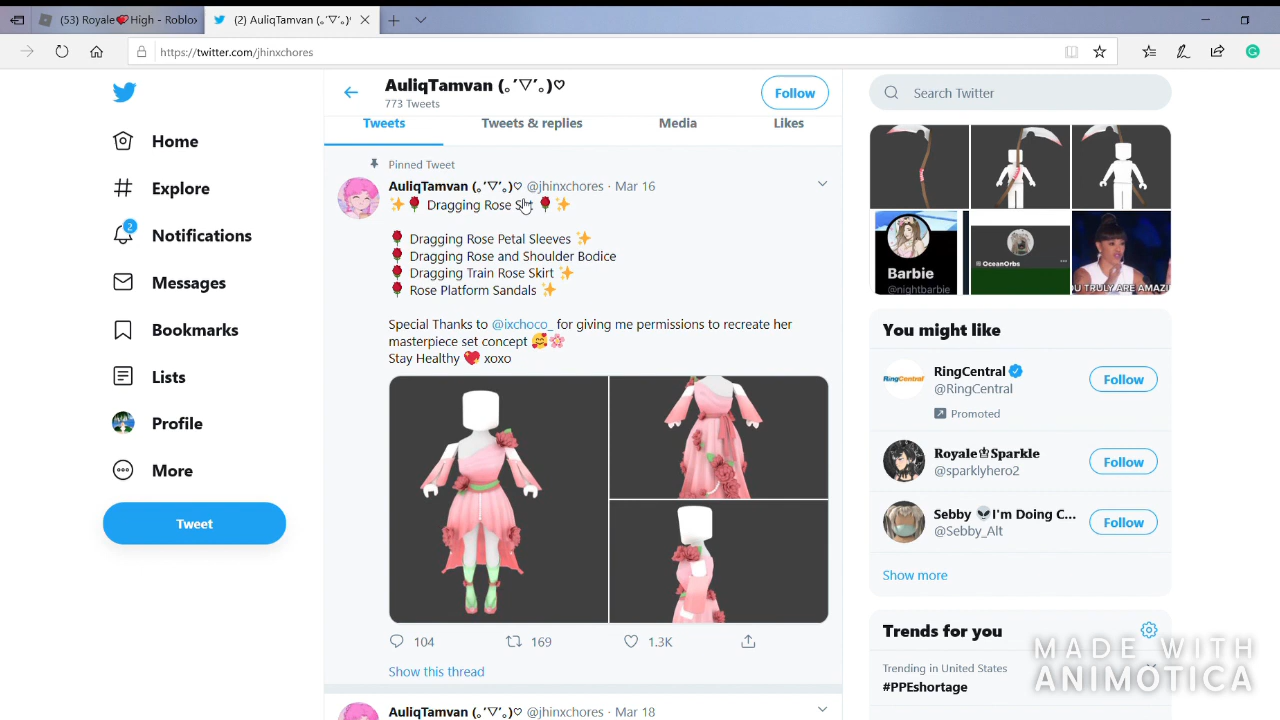 (53) Royale❤High - Roblox
(2) AuliqTamvan (｡'▽'｡)
https://twitter.com/jhinxchores
AuliqTamvan (｡'▽'｡)♡
773 Tweets
Follow
Search Twitter
Tweets
Tweets & replies
Media
Likes
Home
Explore
2
Notifications
Messages
Bookmarks
Lists
Profile
More
Tweet
Pinned Tweet
AuliqTamvan (｡'▽'｡)♡ @jhinxchores · Mar 16
✨🌹 Dragging Rose Set 🌹✨
🌹 Dragging Rose Petal Sleeves ✨
🌹 Dragging Rose and Shoulder Bodice
🌹 Dragging Train Rose Skirt ✨
🌹 Rose Platform Sandals ✨
Special Thanks to @ixchoco_ for giving me permissions to recreate her
masterpiece set concept 🥰🌸
Stay Healthy 💖 xoxo
104
169
1.3K
Show this thread
AuliqTamvan (｡'▽'｡)♡ @jhinxchores · Mar 18
Barbie
@nightbarbie
OceanOrbs
YOU TRULY ARE AMAZI
You might like
RingCentral
RingCentral
@RingCentral
Promoted
Follow
Royale♔Sparkle
@sparklyhero2
Follow
Sebby 👽I'm Doing C...
@Sebby_Alt
Follow
Show more
Trends for you
Trending in United States
#PPEshortage
MADE WITH
ANIMOTICA